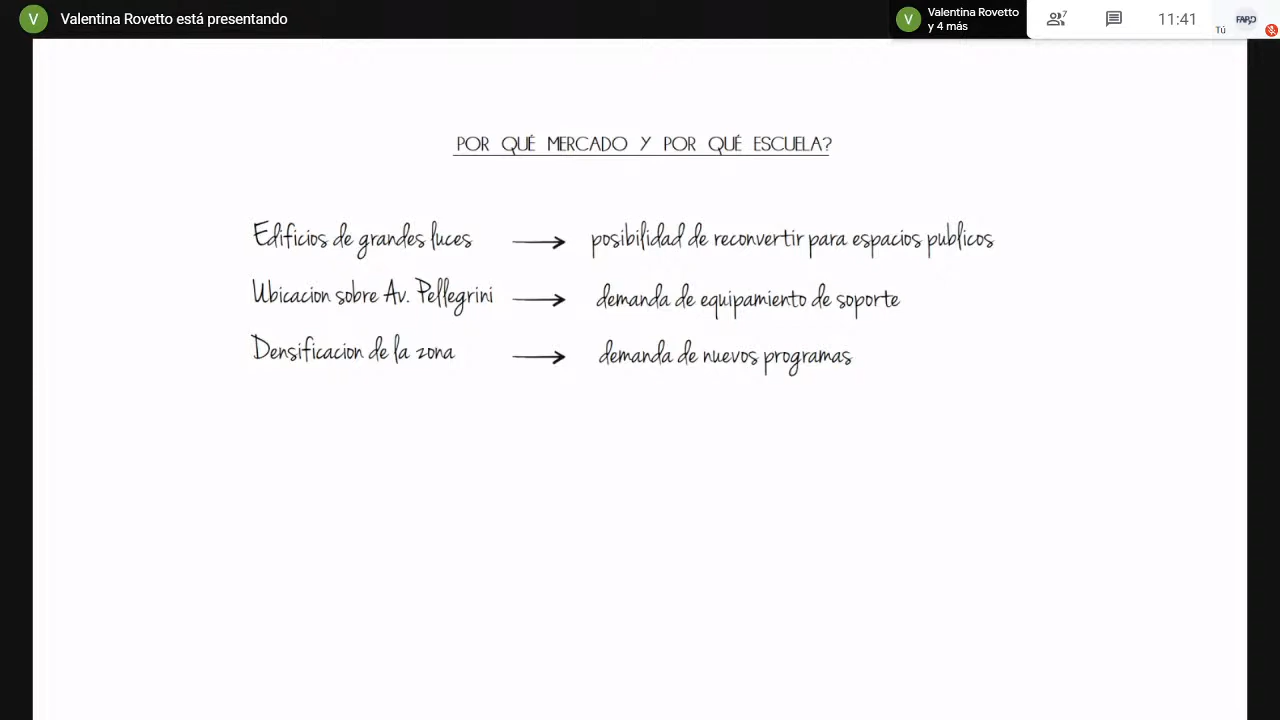 V Valentina Rovetto está presentando
V Valentina Rovetto
y 4 más
7
11:41
Tú
POR QUÉ MERCADO Y POR QUÉ ESCUELA?
Edificios de grandes luces → posibilidad de reconvertir para espacios publicos
Ubicacion sobre Av. Pellegrini → demanda de equipamiento de soporte
Densificacion de la zona → demanda de nuevos programas